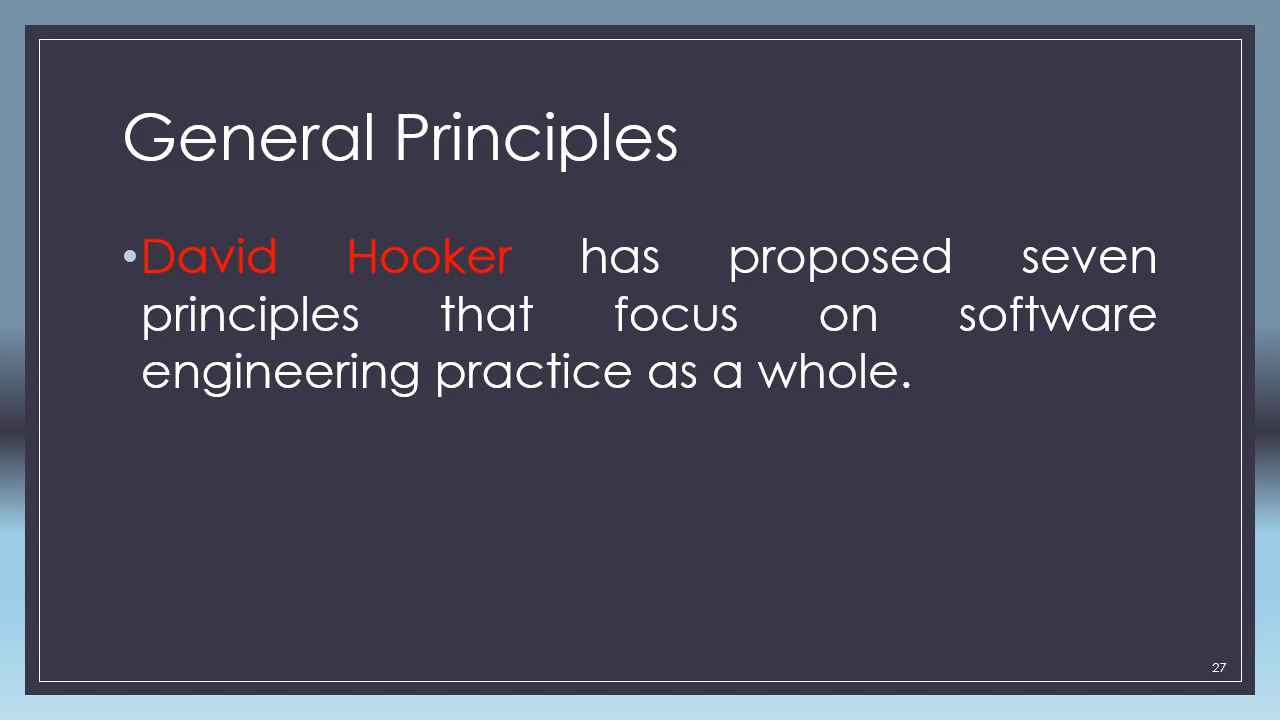 General Principles
•David Hooker has proposed seven
principles that focus on software
engineering practice as a whole.
27